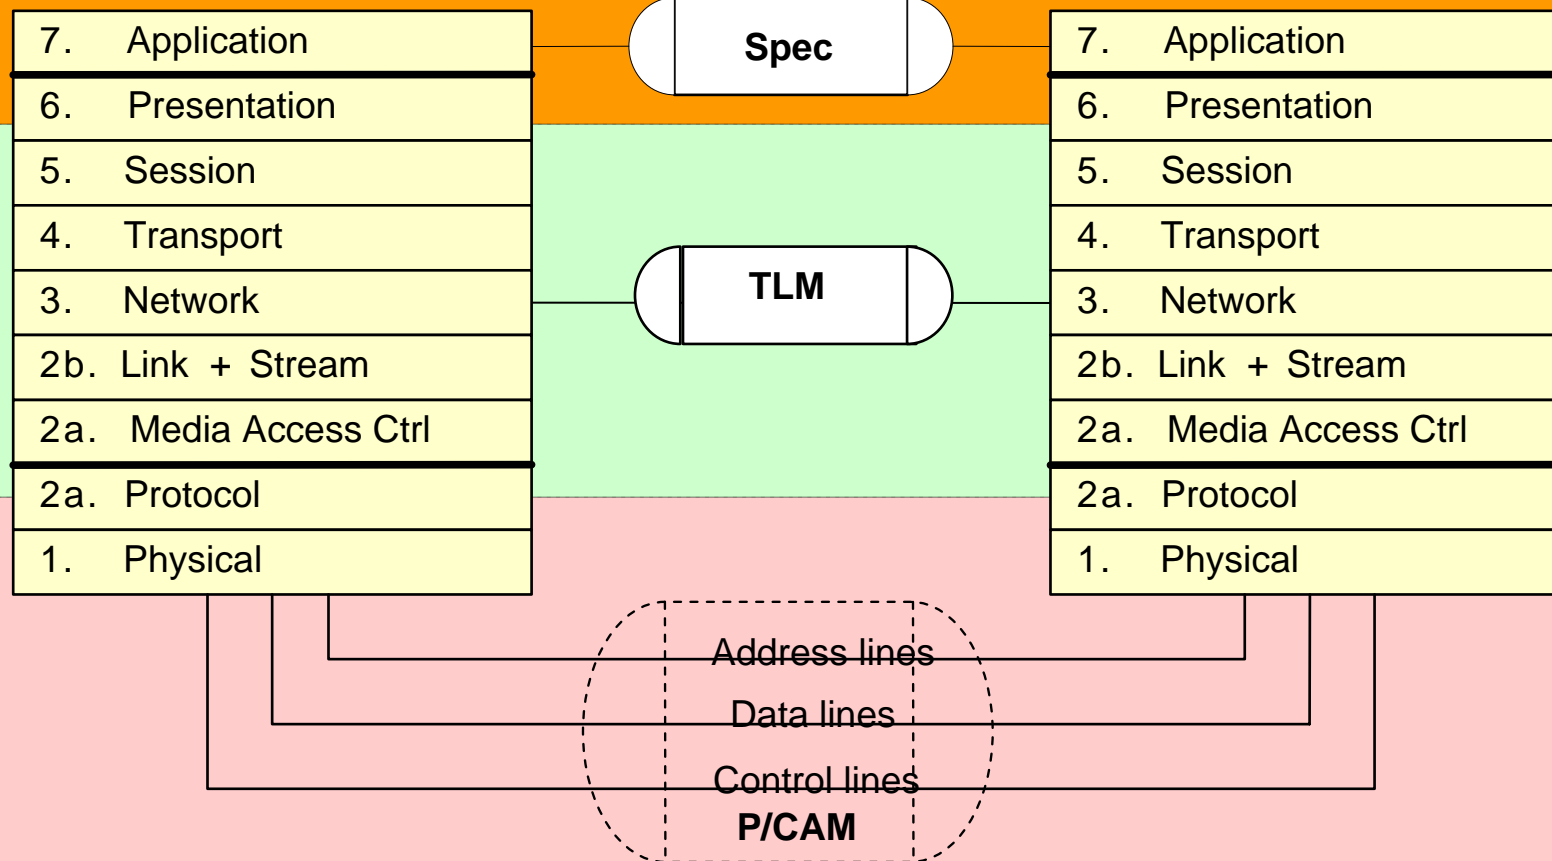 7. Application
6. Presentation
5. Session
4. Transport
3. Network
2b. Link + Stream
2a. Media Access Ctrl
2a. Protocol
1. Physical
Spec
TLM
7. Application
6. Presentation
5. Session
4. Transport
3. Network
2b. Link + Stream
2a. Media Access Ctrl
2a. Protocol
1. Physical
Address lines
Data lines
Control lines
P/CAM